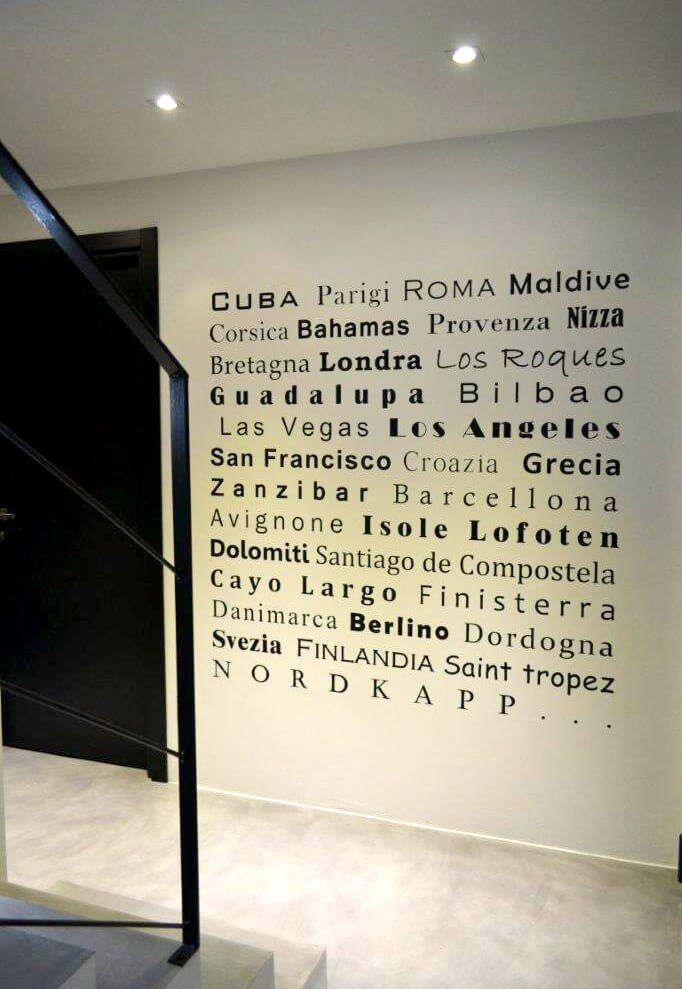 CUBA Parigi ROMA Maldive
Corsica Bahamas Provenza Nizza
Bretagna Londra Los Roques
Guadalupa Bilbao
Las Vegas Los Angeles
San Francisco Croazia Grecia
Zanzibar Barcellona
Avignone Isole Lofoten
Dolomiti Santiago de Compostela
Cayo Largo Finisterra
Danimarca Berlino Dordogna
Svezia FINLANDIA Saint tropez
NORDKAPP...